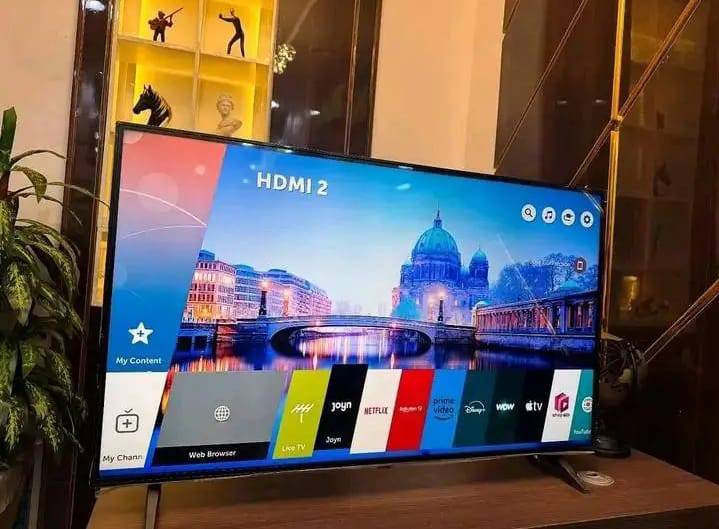 HDMI 2
My Content
My Chann
Web Browser
Live TV
Joyn
Joyn
NETFLIX
Rakuten TV
prime video
Disney+
WOW
tv
YouTube